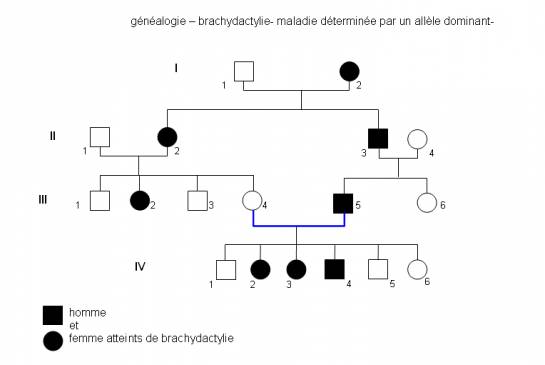 généalogie – brachydactylie- maladie déterminée par un allèle dominant-
I
1 2
II
1 2 3 4
III
1 2 3 4 5 6
IV
1 2 3 4 5 6
homme
et
femme atteints de brachydactylie